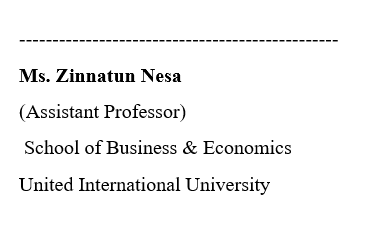 ------------------------------------------------
Ms. Zinnatun Nesa
(Assistant Professor)
School of Business & Economics
United International University